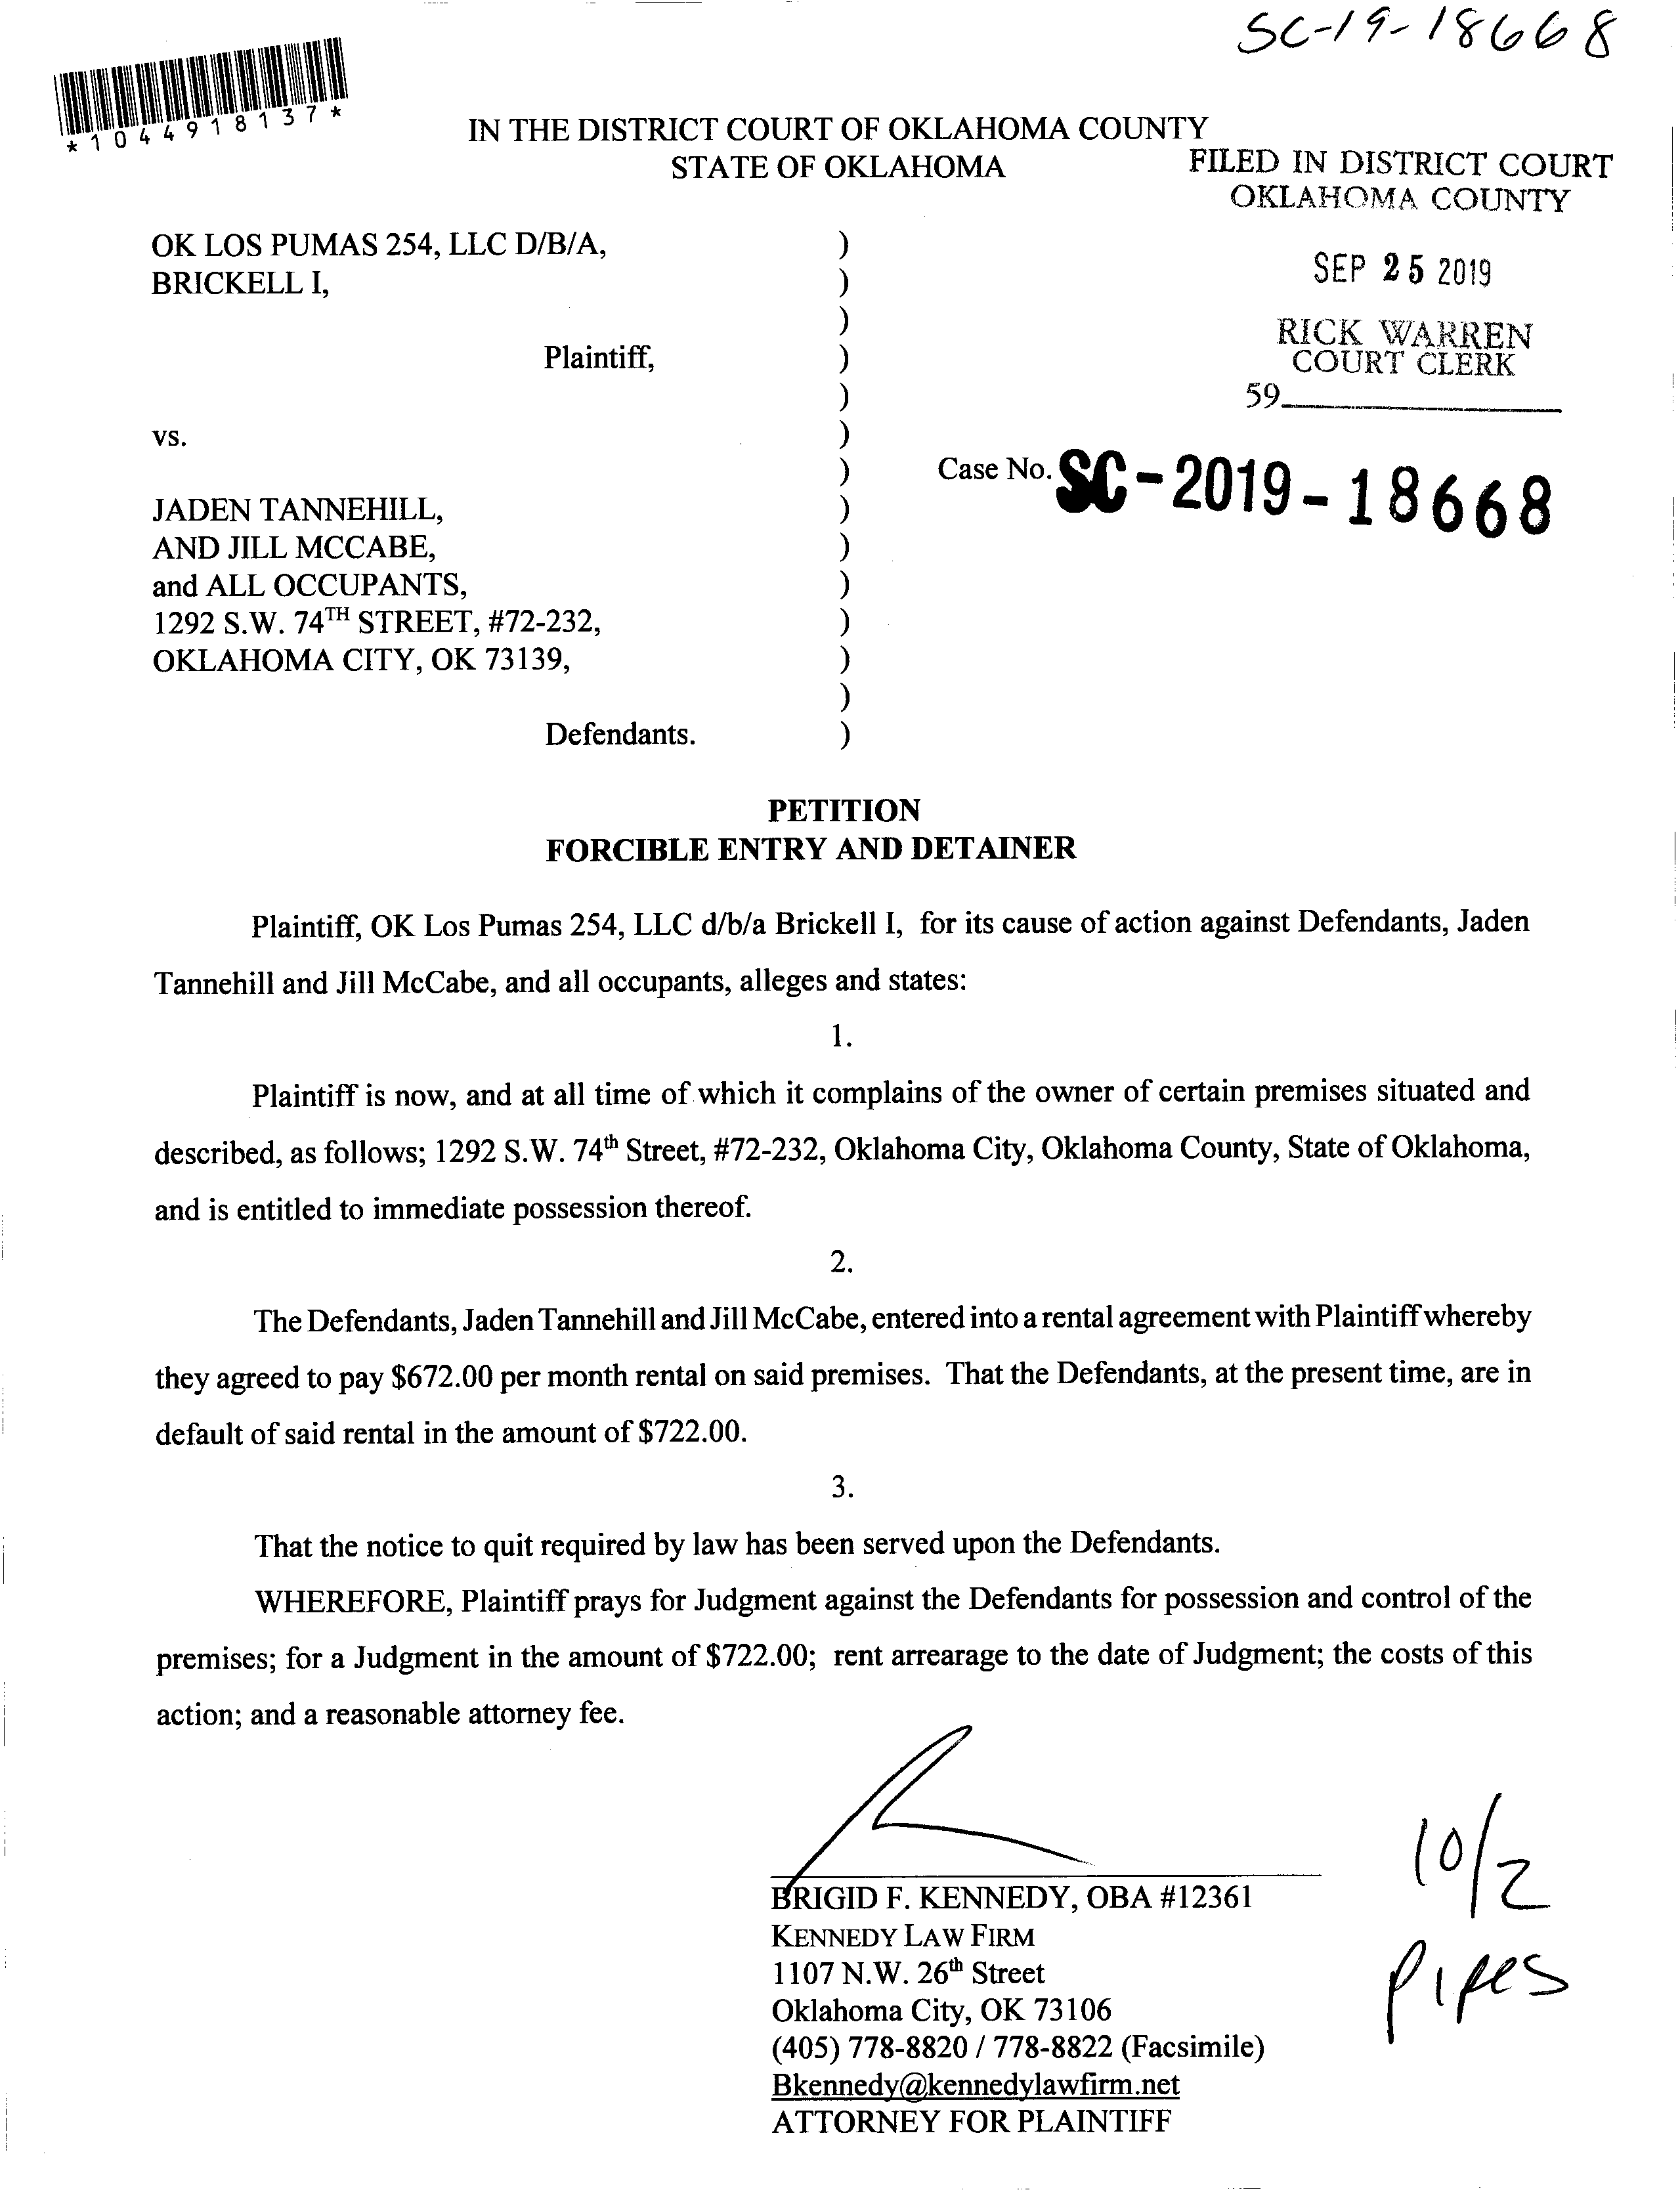 SC-19-18668
*1044918137*
IN THE DISTRICT COURT OF OKLAHOMA COUNTY
STATE OF OKLAHOMA
FILED IN DISTRICT COURT
OKLAHOMA COUNTY
SEP 25 2019
RICK WARREN
COURT CLERK
59
OK LOS PUMAS 254, LLC D/B/A, )
BRICKELL I, )
)
Plaintiff, )
)
vs. )
) Case No. SC-2019-18668
JADEN TANNEHILL, )
AND JILL MCCABE, )
and ALL OCCUPANTS, )
1292 S.W. 74TH STREET, #72-232, )
OKLAHOMA CITY, OK 73139, )
)
Defendants. )
PETITION
FORCIBLE ENTRY AND DETAINER
Plaintiff, OK Los Pumas 254, LLC d/b/a Brickell I, for its cause of action against Defendants, Jaden
Tannehill and Jill McCabe, and all occupants, alleges and states:
1.
Plaintiff is now, and at all time of which it complains of the owner of certain premises situated and
described, as follows; 1292 S.W. 74th Street, #72-232, Oklahoma City, Oklahoma County, State of Oklahoma,
and is entitled to immediate possession thereof.
2.
The Defendants, Jaden Tannehill and Jill McCabe, entered into a rental agreement with Plaintiff whereby
they agreed to pay $672.00 per month rental on said premises. That the Defendants, at the present time, are in
default of said rental in the amount of $722.00.
3.
That the notice to quit required by law has been served upon the Defendants.
WHEREFORE, Plaintiff prays for Judgment against the Defendants for possession and control of the
premises; for a Judgment in the amount of $722.00; rent arrearage to the date of Judgment; the costs of this
action; and a reasonable attorney fee.
BRIGID F. KENNEDY, OBA #12361
KENNEDY LAW FIRM
1107 N.W. 26th Street
Oklahoma City, OK 73106
(405) 778-8820 / 778-8822 (Facsimile)
Bkennedy@kennedylawfirm.net
ATTORNEY FOR PLAINTIFF
10/2
Pipes